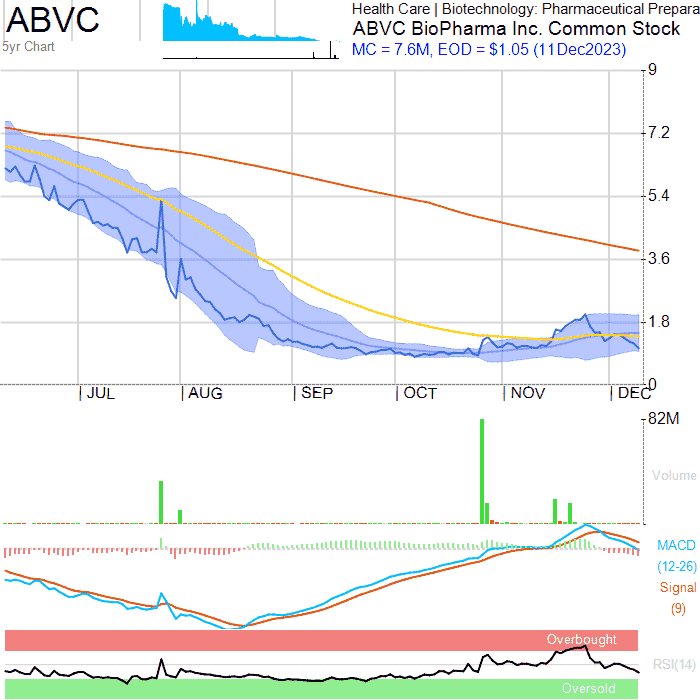 ABVC
5yr Chart
Health Care | Biotechnology: Pharmaceutical Prepara
ABVC BioPharma Inc. Common Stock
MC = 7.6M, EOD = $1.05 (11Dec2023)
9
7.2
5.4
3.6
1.8
0
JUL
AUG
SEP
OCT
NOV
DEC
82M
Volume
MACD
(12-26)
Signal
(9)
Overbought
RSI(14)
Oversold